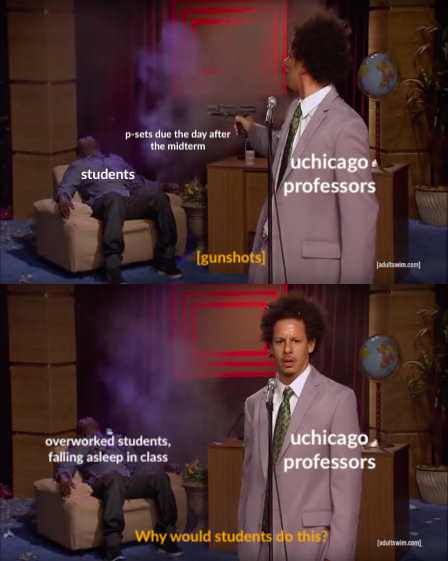 p-sets due the day after
the midterm
students
uchicago
professors
[gunshots]
[adultswim.com]
overworked students,
falling asleep in class
uchicago
professors
Why would students do this?
[adultswim.com]